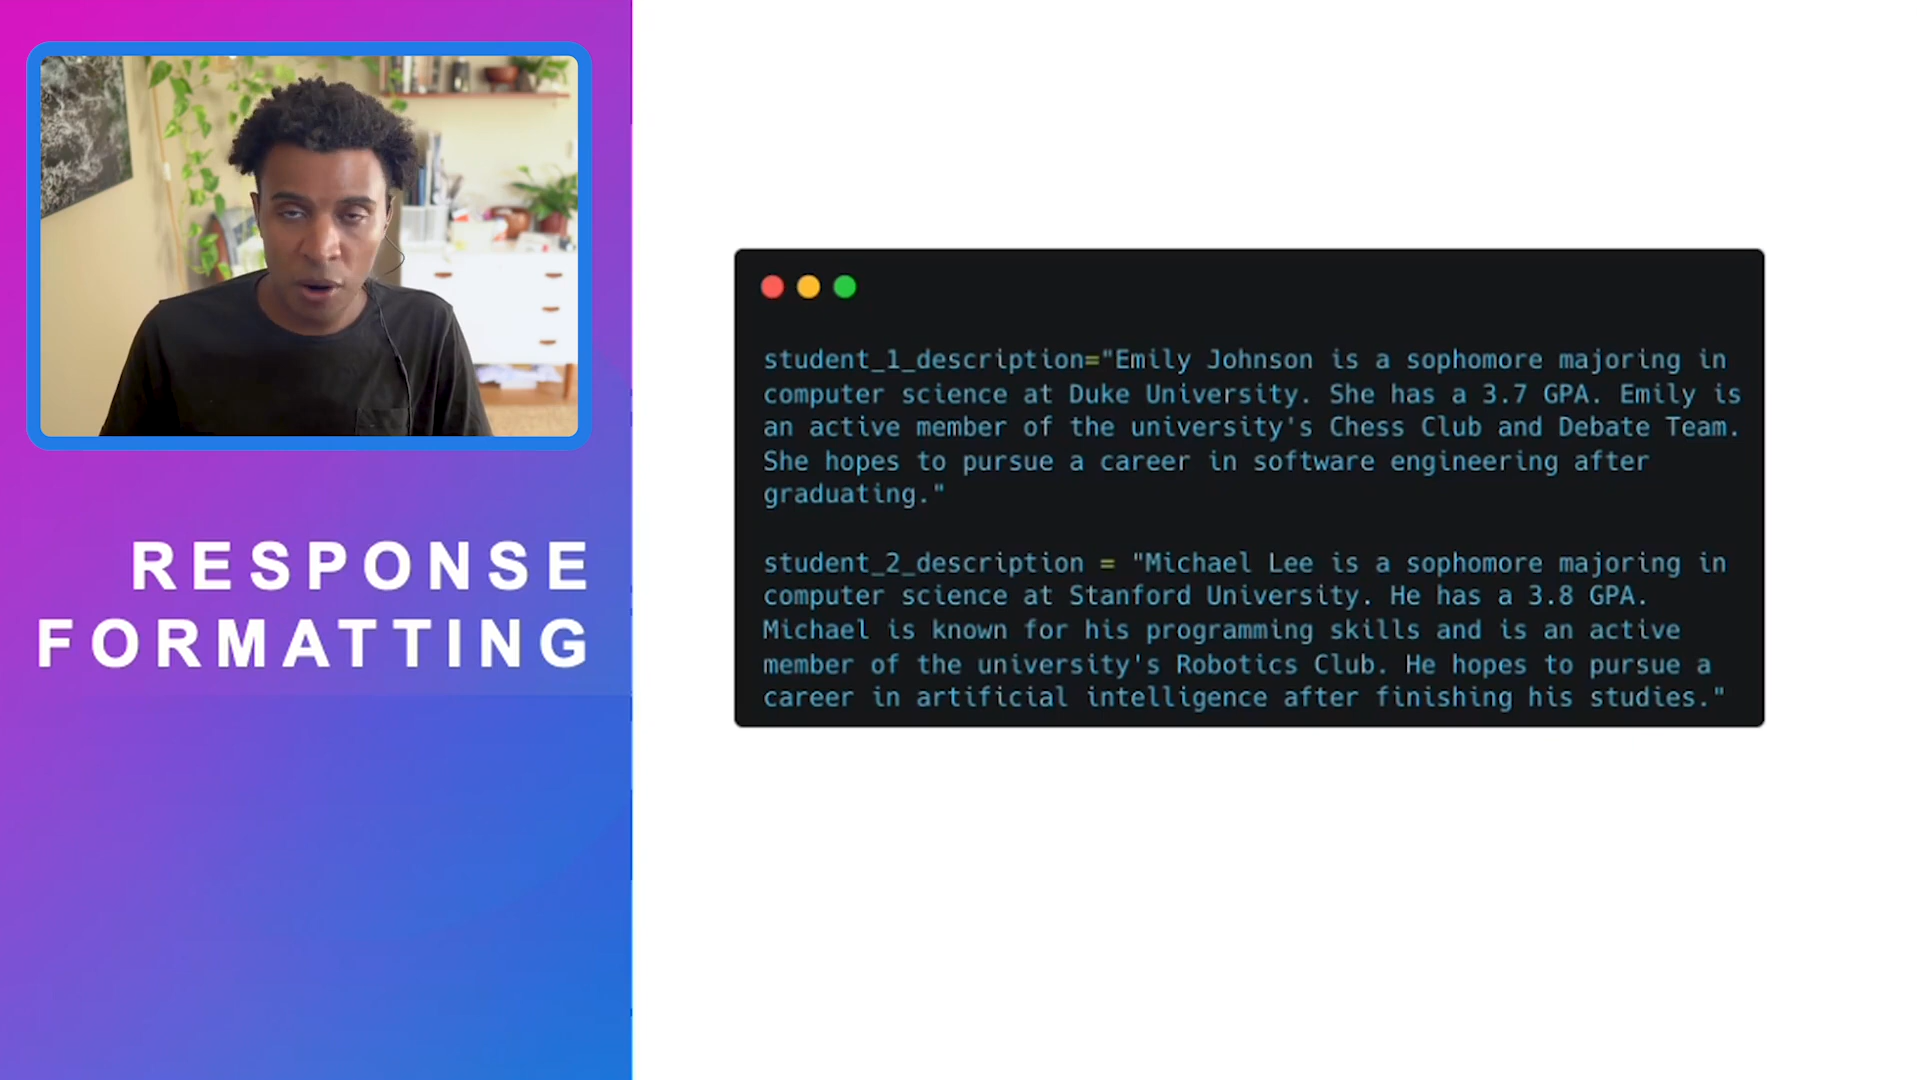 RESPONSE
FORMATTING
student_1_description="Emily Johnson is a sophomore majoring in
computer science at Duke University. She has a 3.7 GPA. Emily is
an active member of the university's Chess Club and Debate Team.
She hopes to pursue a career in software engineering after
graduating."
student_2_description = "Michael Lee is a sophomore majoring in
computer science at Stanford University. He has a 3.8 GPA.
Michael is known for his programming skills and is an active
member of the university's Robotics Club. He hopes to pursue a
career in artificial intelligence after finishing his studies."